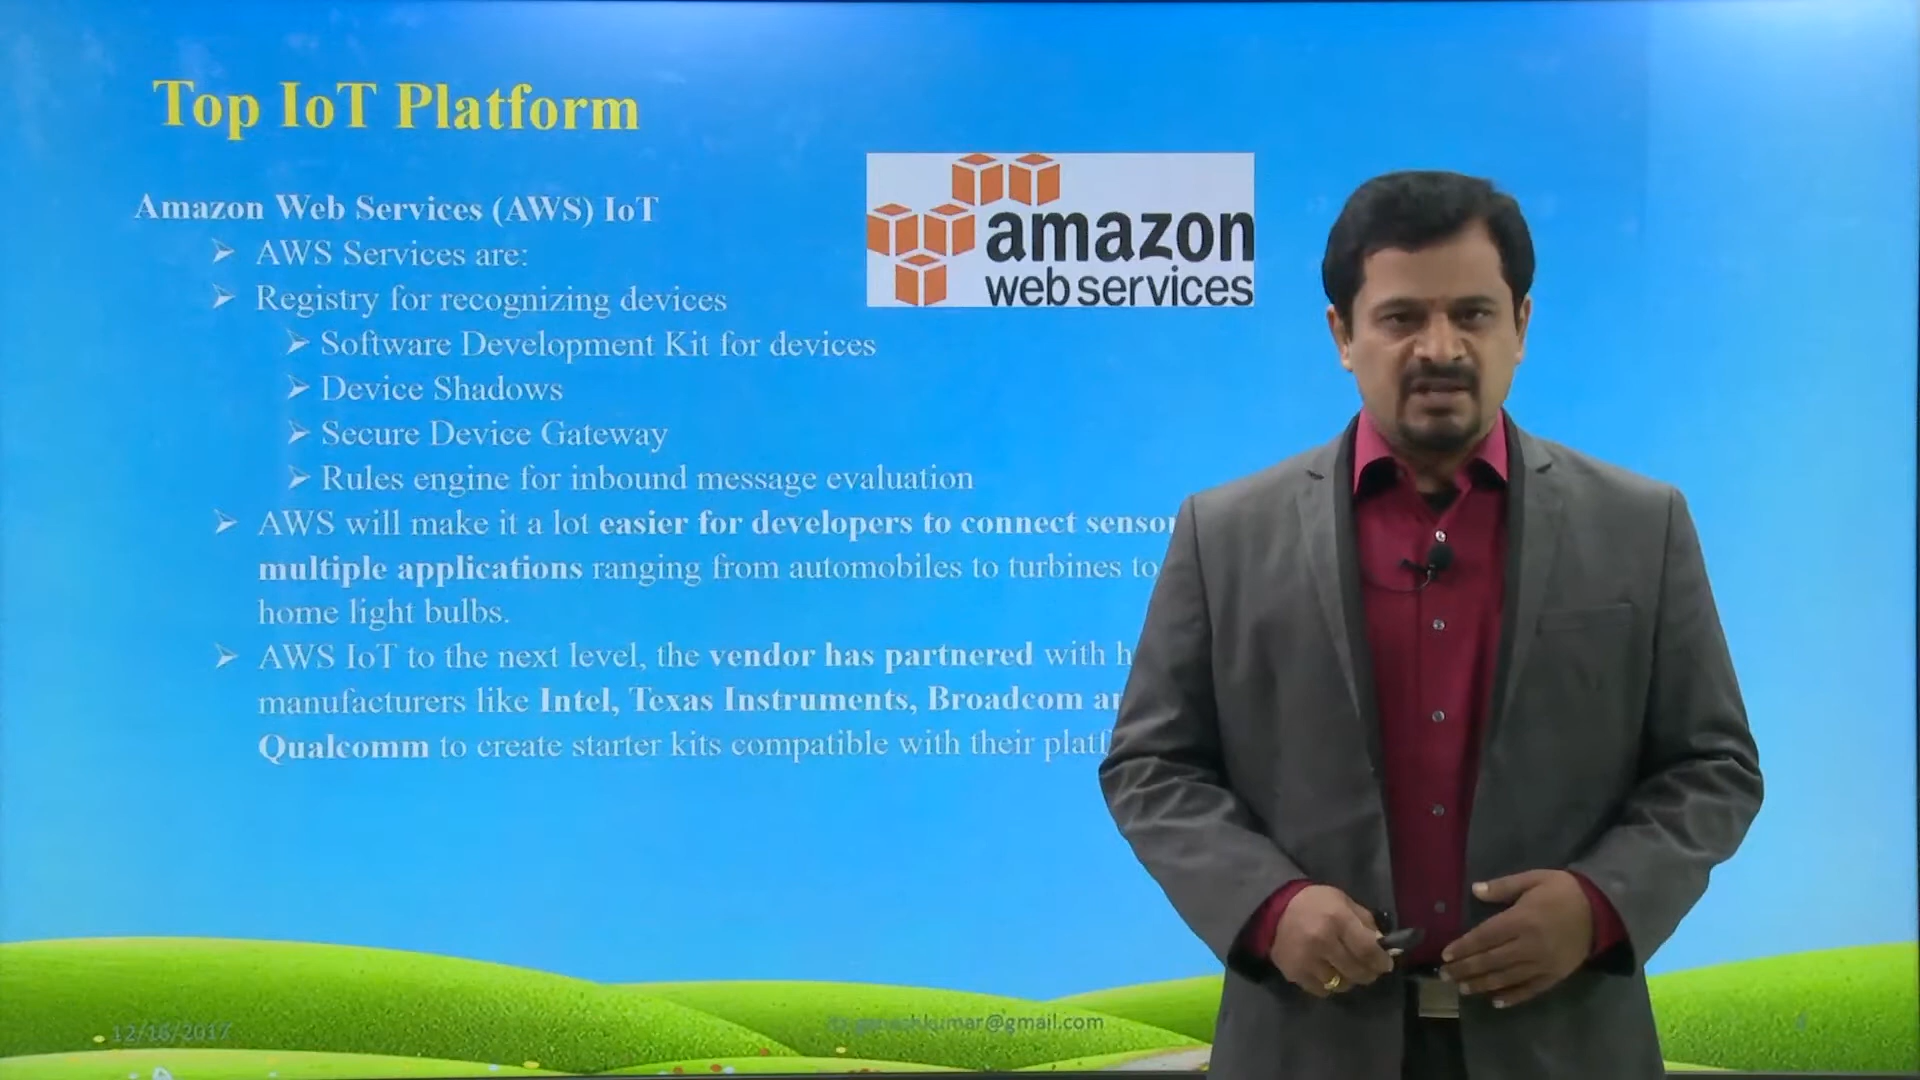 Top IoT Platform
amazon
web services
Amazon Web Services (AWS) IoT
AWS Services are:
Registry for recognizing devices
Software Development Kit for devices
Device Shadows
Secure Device Gateway
Rules engine for inbound message evaluation
AWS will make it a lot easier for developers to connect
multiple applications ranging from automobiles to turbines to
home light bulbs.
AWS IoT to the next level, the vendor has partnered with
manufacturers like Intel, Texas Instruments, Broadcom
Qualcomm to create starter kits compatible with their
12/16/2017